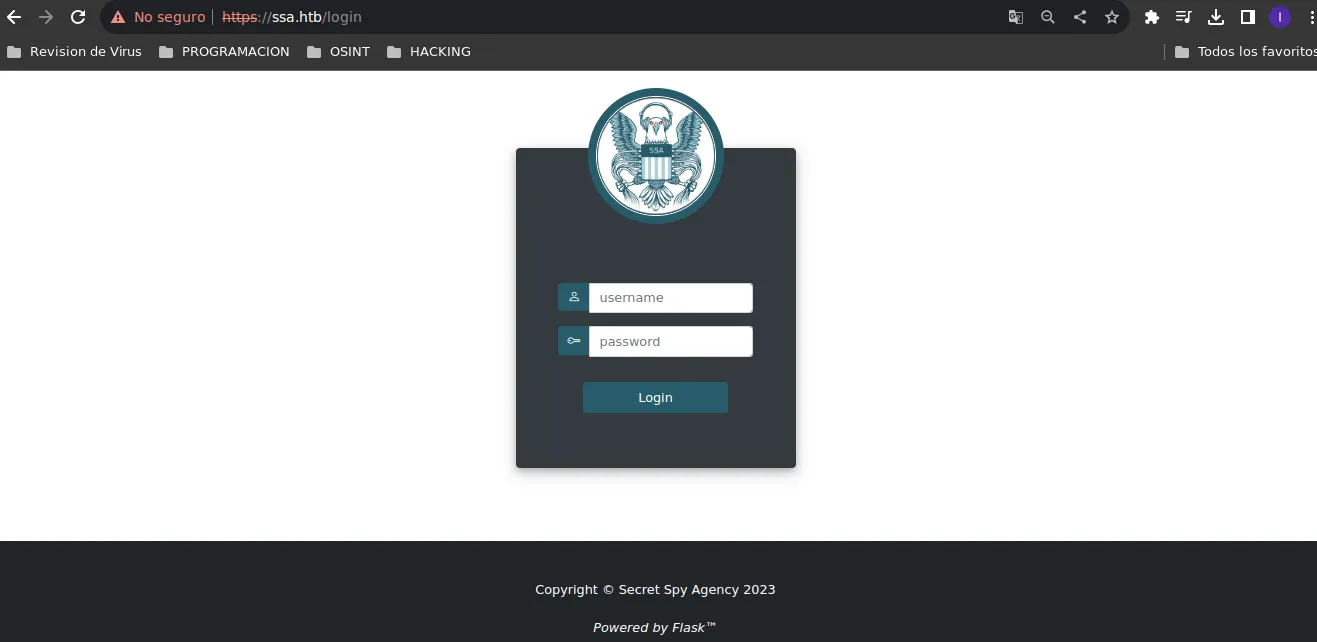 No seguro https://ssa.htb/login
I
Revision de Virus PROGRAMACION OSINT HACKING Todos los favoritos
SSA
username
password
Login
Copyright © Secret Spy Agency 2023
Powered by Flask™